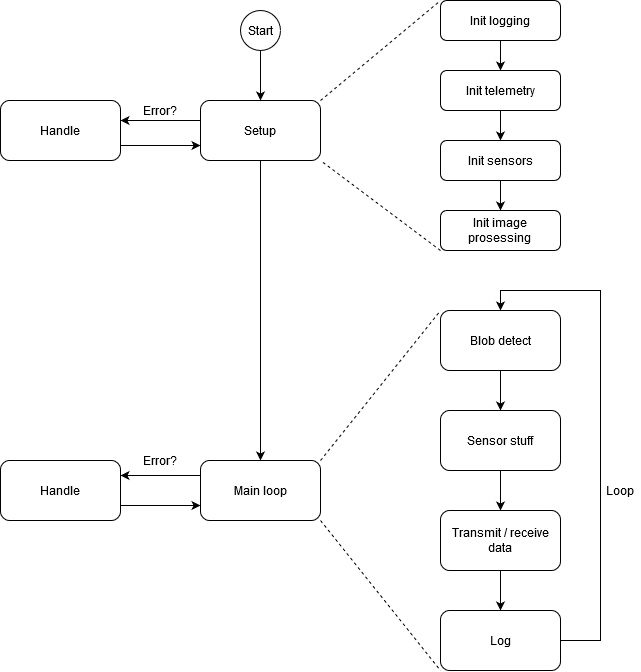 Start
Init logging
Init telemetry
Init sensors
Init image
prosessing
Error?
Handle
Setup
Blob detect
Sensor stuff
Transmit / receive
data
Log
Loop
Error?
Handle
Main loop